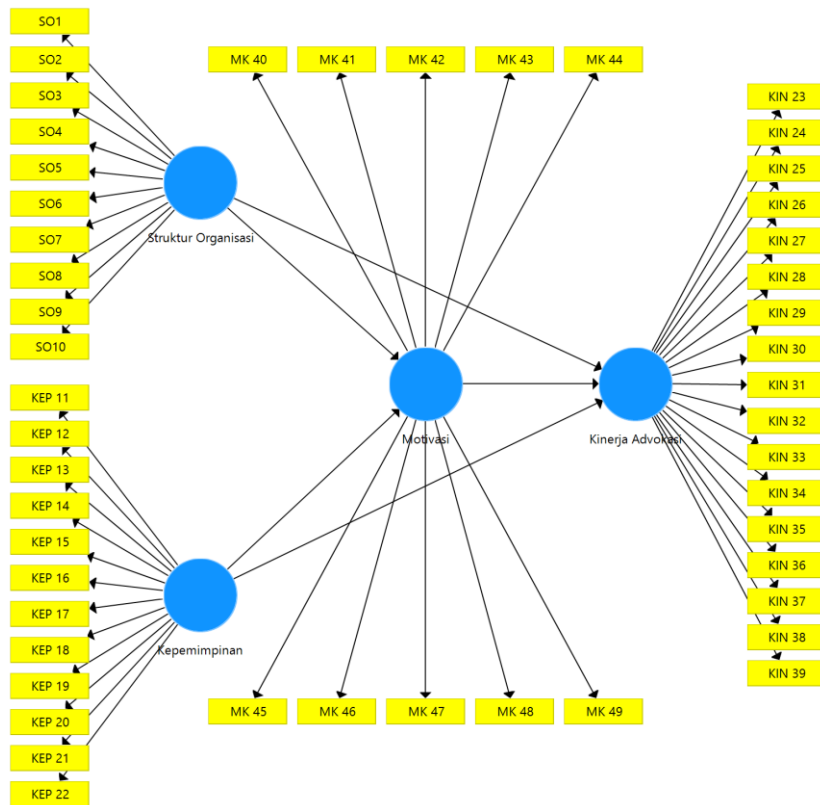 SO1
SO2
SO3
SO4
SO5
SO6
SO7
SO8
SO9
SO10
Struktur Organisasi
KEP 11
KEP 12
KEP 13
KEP 14
KEP 15
KEP 16
KEP 17
KEP 18
KEP 19
KEP 20
KEP 21
KEP 22
Kepemimpinan
MK 40
MK 41
MK 42
MK 43
MK 44
Motivasi
MK 45
MK 46
MK 47
MK 48
MK 49
Kinerja Advokasi
KIN 23
KIN 24
KIN 25
KIN 26
KIN 27
KIN 28
KIN 29
KIN 30
KIN 31
KIN 32
KIN 33
KIN 34
KIN 35
KIN 36
KIN 37
KIN 38
KIN 39